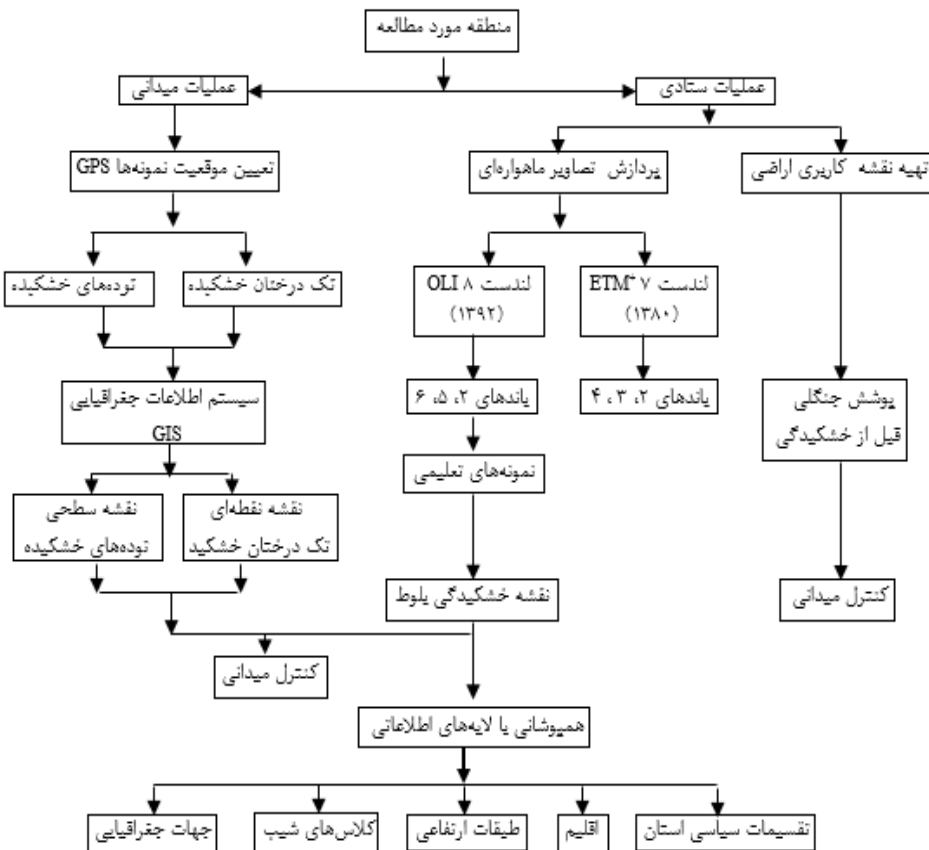 منطقه مورد مطالعه
عملیات ستادی
عملیات میدانی
تهیه نقشه کاربری اراضی
پردازش تصاویر ماهواره‌ای
تعیین موقعیت نمونه‌ها GPS
لندست ۷ ETM⁺
(۱۳۸۰)
لندست ۸ OLI
(۱۳۹۲)
تک درختان خشکیده
توده‌های خشکیده
پوشش جنگلی
قبل از خشکیدگی
باندهای ۲، ۳، ۴
باندهای ۲، ۵، ۶
سیستم اطلاعات جغرافیایی
GIS
نمونه‌های تعلیمی
نقشه نقطه‌ای
تک درختان خشکید
نقشه سطحی
توده‌های خشکیده
کنترل میدانی
نقشه خشکیدگی بلوط
کنترل میدانی
همپوشانی با لایه‌های اطلاعاتی
تقسیمات سیاسی استان
اقلیم
طبقات ارتفاعی
کلاس‌های شیب
جهات جغرافیایی